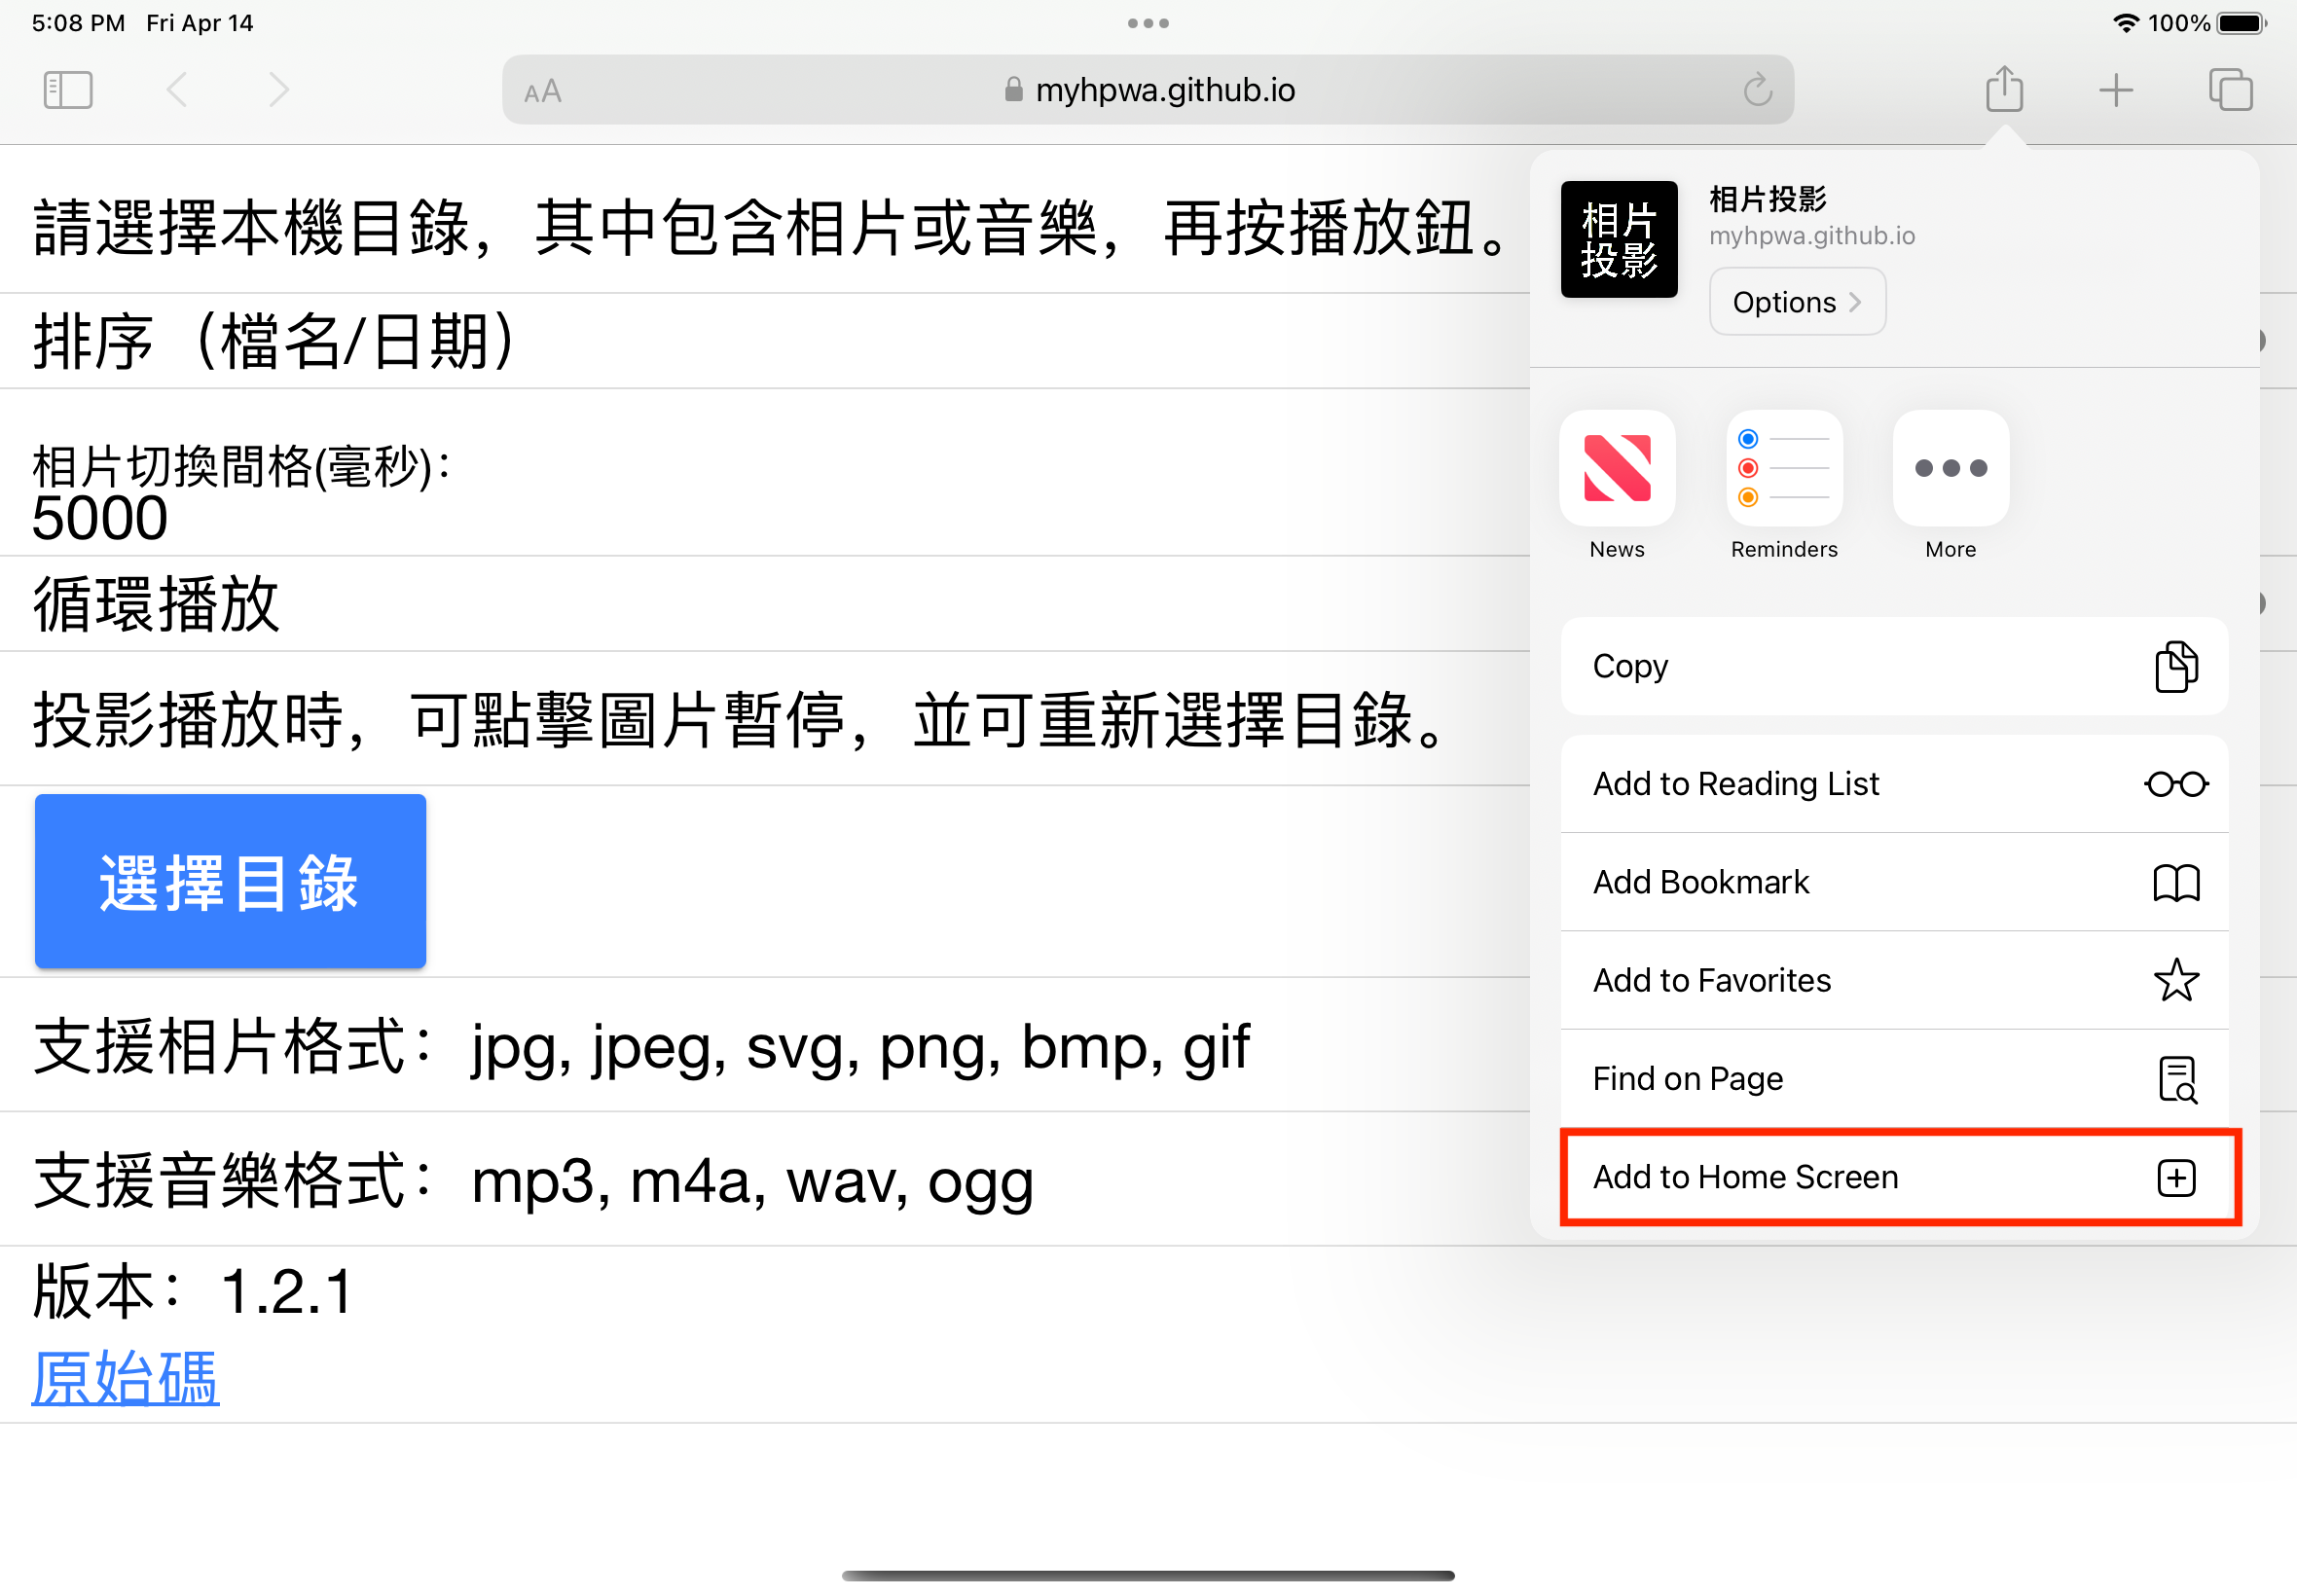 5:08 PM Fri Apr 14
100%
AA
myhpwa.github.io
請選擇本機目錄，其中包含相片或音樂，再按播放鈕。
排序（檔名/日期）
相片切換間格(毫秒)：
5000
循環播放
投影播放時，可點擊圖片暫停，並可重新選擇目錄。
選擇目錄
支援相片格式：jpg, jpeg, svg, png, bmp, gif
支援音樂格式：mp3, m4a, wav, ogg
版本：1.2.1
原始碼
相片
投影
相片投影
myhpwa.github.io
Options
News
Reminders
More
Copy
Add to Reading List
Add Bookmark
Add to Favorites
Find on Page
Add to Home Screen